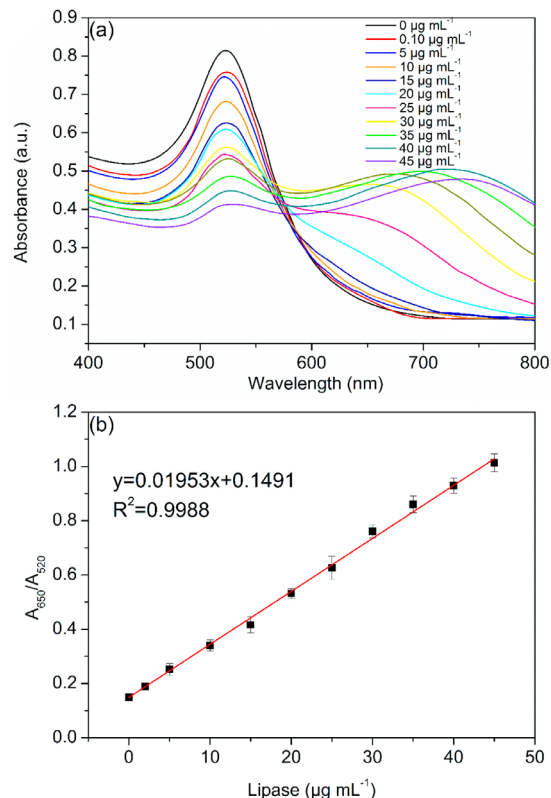 (a)
0 µg mL⁻¹
0.10 µg mL⁻¹
5 µg mL⁻¹
10 µg mL⁻¹
15 µg mL⁻¹
20 µg mL⁻¹
25 µg mL⁻¹
30 µg mL⁻¹
35 µg mL⁻¹
40 µg mL⁻¹
45 µg mL⁻¹
Absorbance (a.u.)
0.9
0.8
0.7
0.6
0.5
0.4
0.3
0.2
0.1
400 500 600 700 800
Wavelength (nm)
(b)
y=0.01953x+0.1491
R²=0.9988
A₆₅₀/A₅₂₀
1.2
1.0
0.8
0.6
0.4
0.2
0.0
0 10 20 30 40 50
Lipase (µg mL⁻¹)